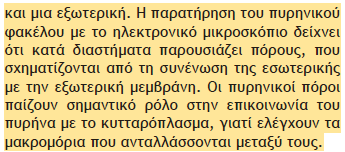 και μια εξωτερική. Η παρατήρηση του πυρηνικού
φακέλου με το ηλεκτρονικό μικροσκόπιο δείχνει
ότι κατά διαστήματα παρουσιάζει πόρους, που
σχηματίζονται από τη συνένωση της εσωτερικής
με την εξωτερική μεμβράνη. Οι πυρηνικοί πόροι
παίζουν σημαντικό ρόλο στην επικοινωνία του
πυρήνα με το κυτταρόπλασμα, γιατί ελέγχουν τα
μακρομόρια που ανταλλάσσονται μεταξύ τους.